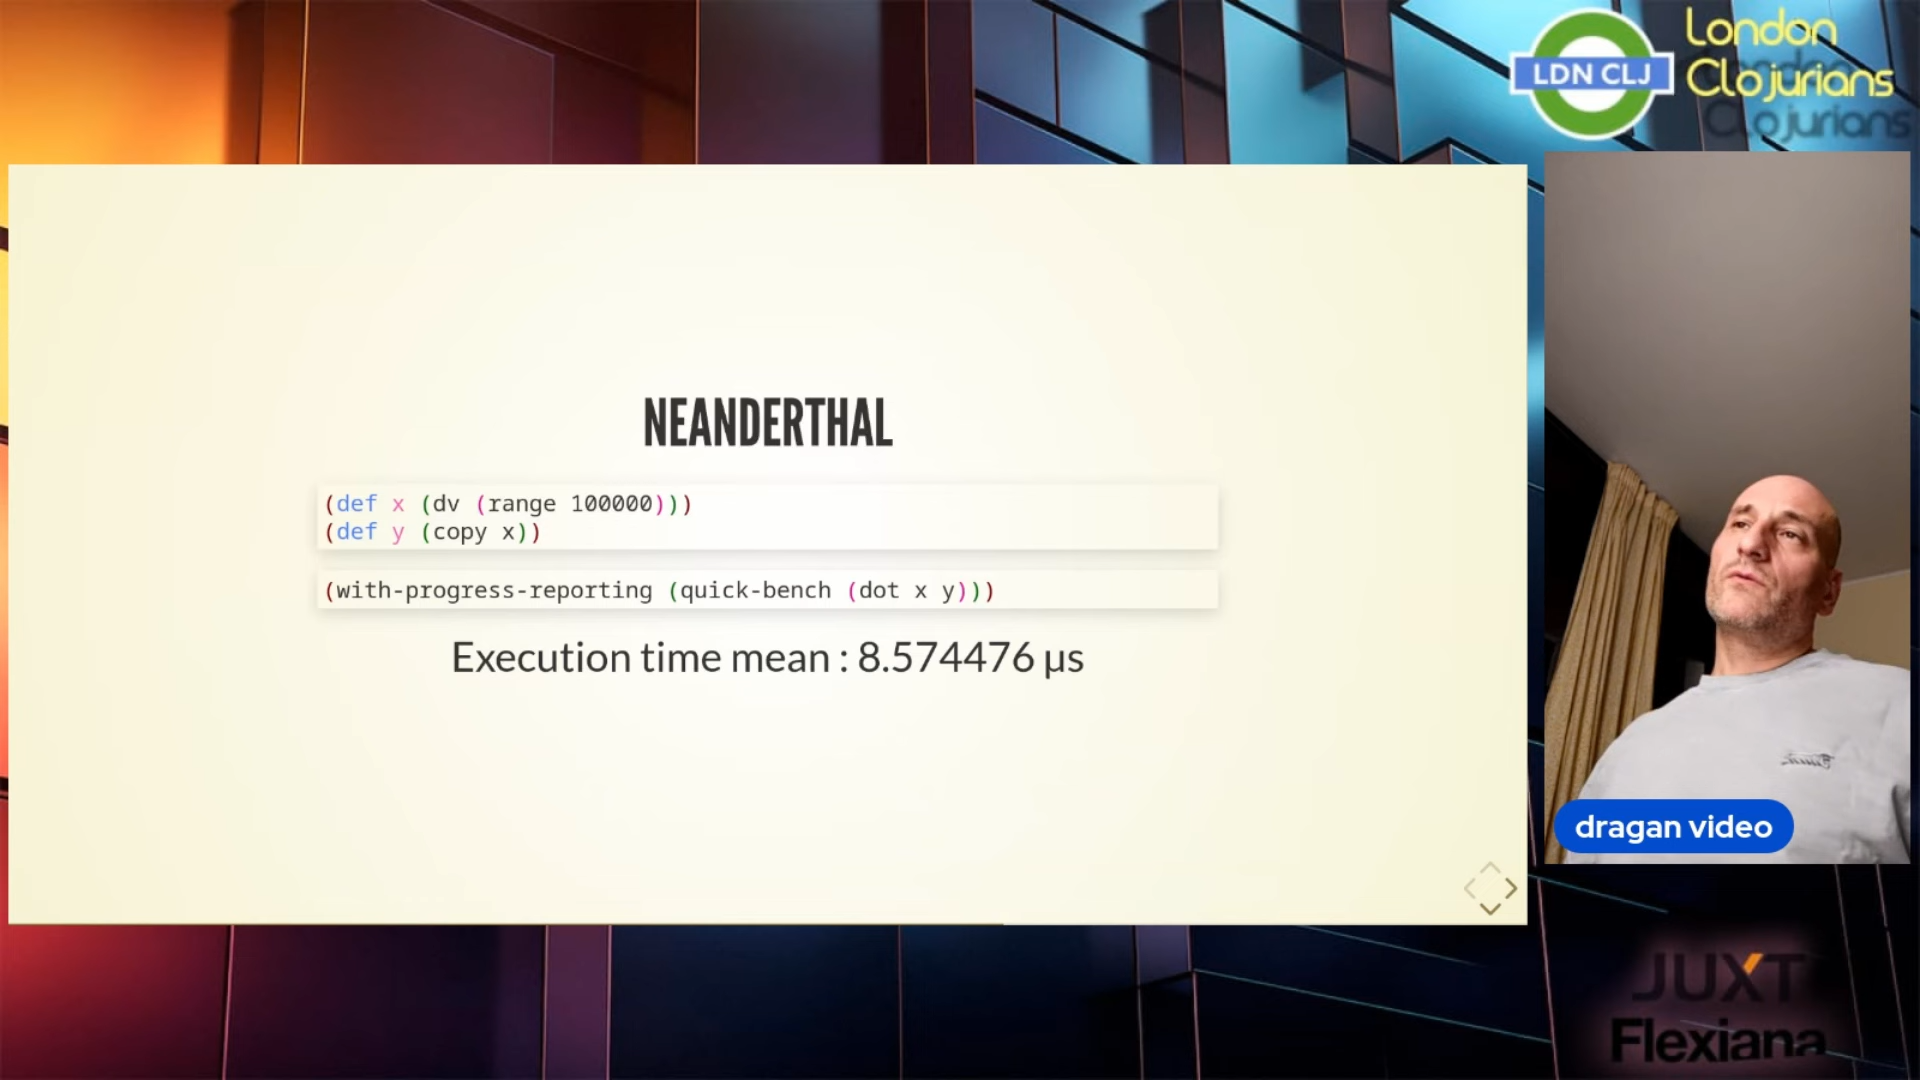 London
Clojurians
Clojurians
LDN CLJ
NEANDERTHAL
(def x (dv (range 100000)))
(def y (copy x))
(with-progress-reporting (quick-bench (dot x y)))
Execution time mean : 8.574476 µs
dragan video
JUXT
Flexiana